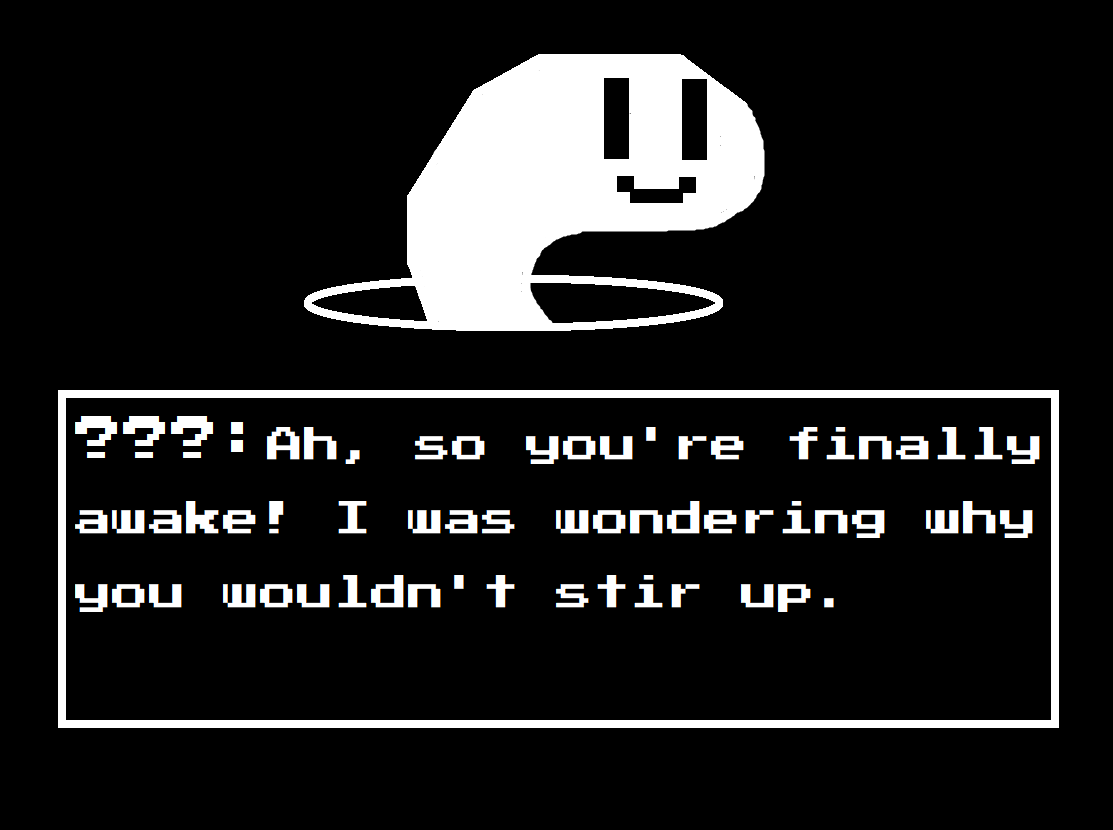 ???:Ah, so you're finally
awake! I was wondering why
you wouldn't stir up.